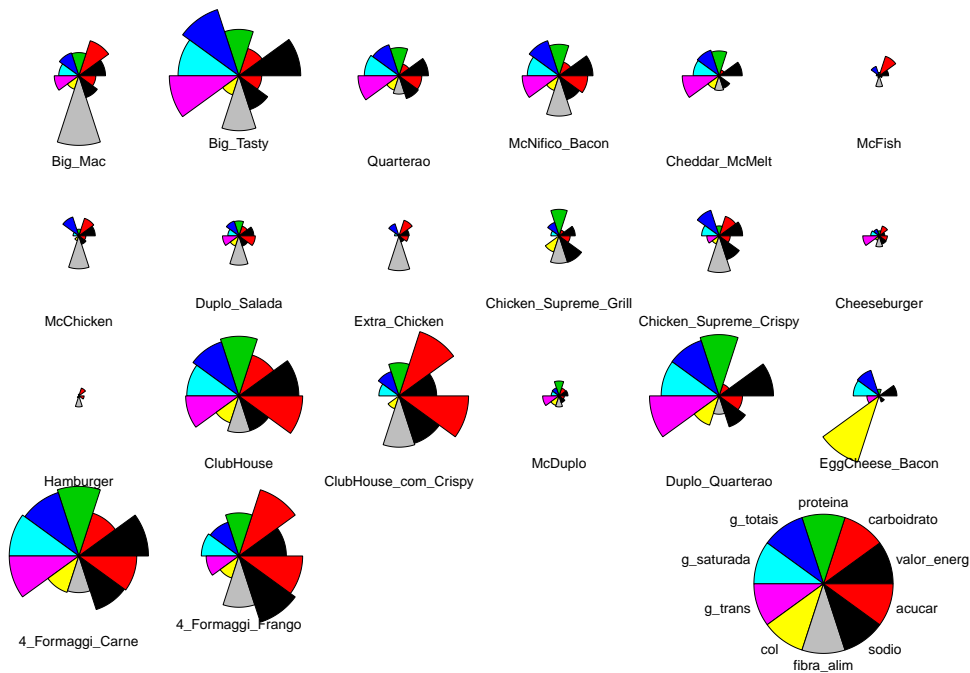 Big_Mac
Big_Tasty
Quarterao
McNifico_Bacon
Cheddar_McMelt
McFish
McChicken
Duplo_Salada
Extra_Chicken
Chicken_Supreme_Grill
Chicken_Supreme_Crispy
Cheeseburger
Hamburger
ClubHouse
ClubHouse_com_Crispy
McDuplo
Duplo_Quarterao
EggCheese_Bacon
4_Formaggi_Carne
4_Formaggi_Frango
proteina
g_totais
carboidrato
g_saturada
valor_energ
g_trans
acucar
col
sodio
fibra_alim